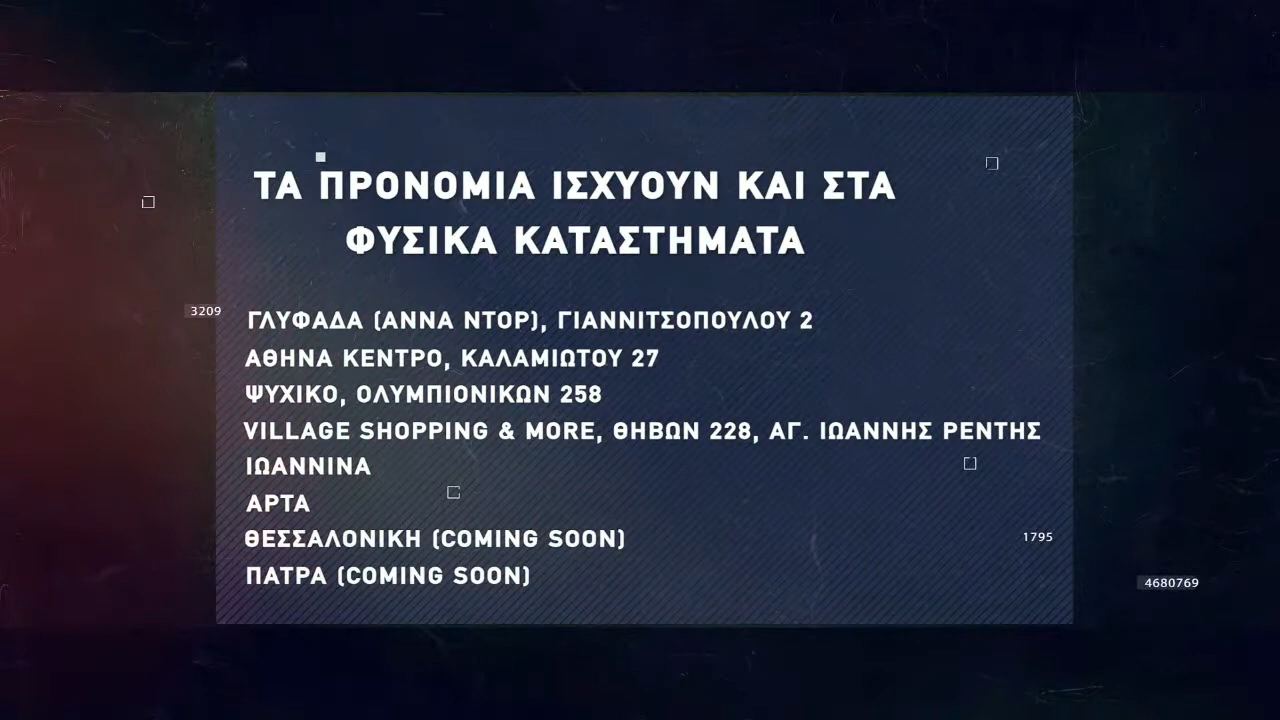 ΤΑ ΠΡΟΝΟΜΙΑ ΙΣΧΥΟΥΝ ΚΑΙ ΣΤΑ
ΦΥΣΙΚΑ ΚΑΤΑΣΤΗΜΑΤΑ
3209
ΓΛΥΦΑΔΑ (ΑΝΝΑ ΝΤΟΡ), ΓΙΑΝΝΙΤΣΟΠΟΥΛΟΥ 2
ΑΘΗΝΑ ΚΕΝΤΡΟ, ΚΑΛΑΜΙΩΤΟΥ 27
ΨΥΧΙΚΟ, ΟΛΥΜΠΙΟΝΙΚΩΝ 258
VILLAGE SHOPPING & MORE, ΘΗΒΩΝ 228, ΑΓ. ΙΩΑΝΝΗΣ ΡΕΝΤΗΣ
ΙΩΑΝΝΙΝΑ
ΑΡΤΑ
ΘΕΣΣΑΛΟΝΙΚΗ (COMING SOON)
1795
ΠΑΤΡΑ (COMING SOON)
4680769